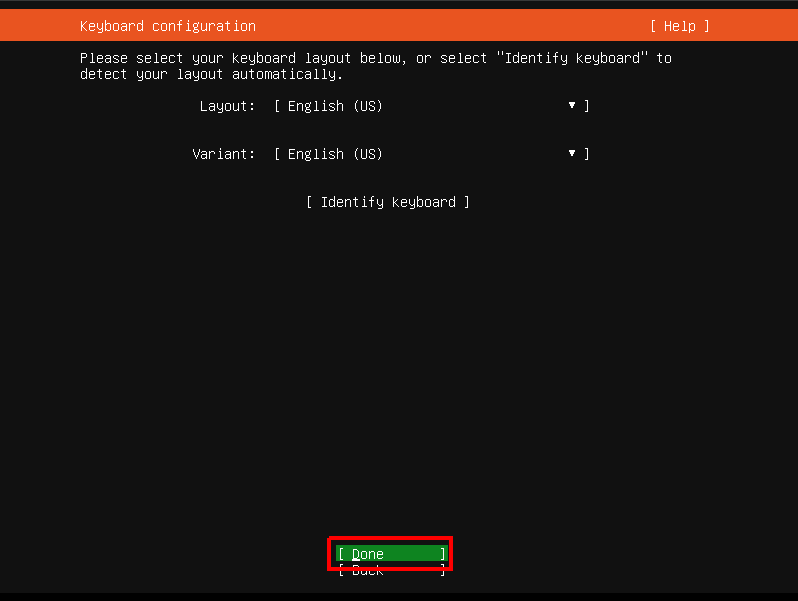 Keyboard configuration [ Help ]
Please select your keyboard layout below, or select "Identify keyboard" to
detect your layout automatically.
Layout: [ English (US) ▼ ]
Variant: [ English (US) ▼ ]
[ Identify keyboard ]
[ Done ]
[ Back ]